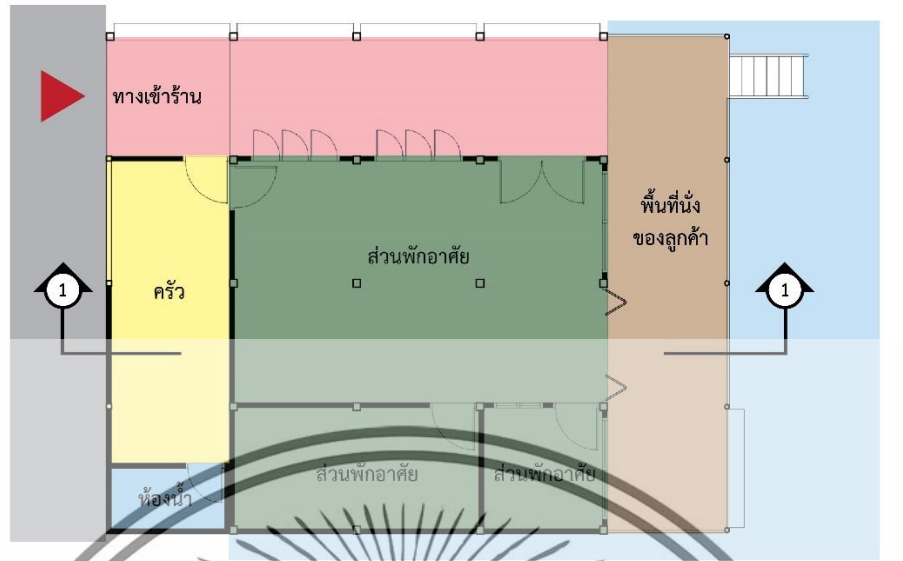 ทางเข้าร้าน
พื้นที่นั่ง
ของลูกค้า
ส่วนพักอาศัย
ครัว
1
1
ส่วนพักอาศัย
ส่วนพักอาศัย
ห้องน้ำ